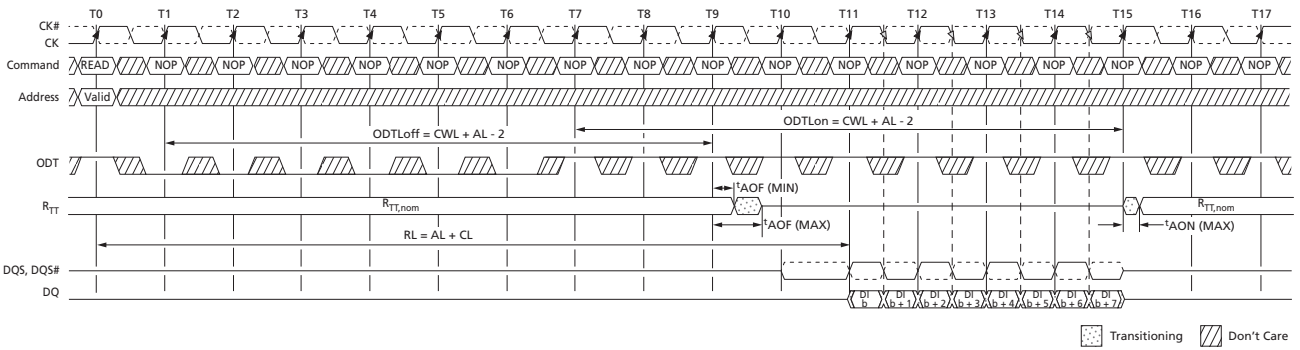 T0 T1 T2 T3 T4 T5 T6 T7 T8 T9 T10 T11 T12 T13 T14 T15 T16 T17
CK#
CK
Command READ NOP NOP NOP NOP NOP NOP NOP NOP NOP NOP NOP NOP NOP NOP NOP NOP NOP
Address Valid
ODTLon = CWL + AL - 2
ODTLoff = CWL + AL - 2
ODT
tAOF (MIN)
RTT RTT,nom RTT,nom
tAOF (MAX) tAON (MAX)
RL = AL + CL
DQS, DQS#
DI DI DI DI DI DI DI DI
DQ b b + 1 b + 2 b + 3 b + 4 b + 5 b + 6 b + 7
Transitioning Don't Care